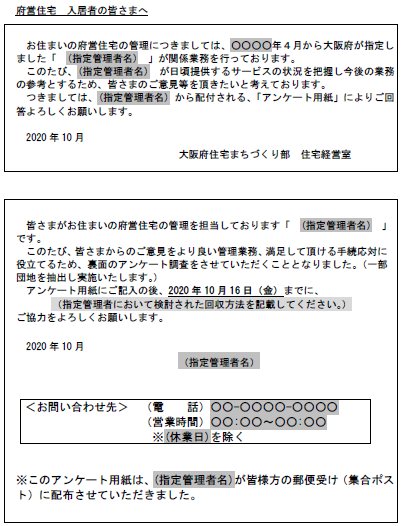 府営住宅　入居者の皆さまへ
お住まいの府営住宅の管理につきましては、〇〇〇〇年４月から大阪府が指定し
ました「　(指定管理者名)　」が関係業務を行っております。
このたび、(指定管理者名)　が日頃提供するサービスの状況を把握し今後の業務
の参考とするため、皆さまのご意見等を頂きたいと考えております。
つきましては、(指定管理者名)　から配付される、「アンケート用紙」によりご回
答よろしくお願いします。
2020 年 10 月
大阪府住宅まちづくり部　住宅経営室
皆さまがお住まいの府営住宅の管理を担当しております「　(指定管理者名)　」
です。
このたび、皆さまからのご意見をより良い管理業務、満足して頂ける手続応対に
役立てるため、裏面のアンケート調査をさせていただくこととなりました。（一部
団地を抽出し実施いたします。）
アンケート用紙にご記入の後、2020 年 10 月 16 日（金）までに、
(指定管理者において検討された回収方法を記載してください。)
ご協力をよろしくお願いします。
2020 年 10 月
(指定管理者名)
＜お問い合わせ先＞　（電　　話）〇〇-〇〇〇〇-〇〇〇〇
（営業時間）〇〇：〇〇～〇〇：〇〇
※(休業日)を除く
※このアンケート用紙は、(指定管理者名)が皆様方の郵便受け（集合ポス
ト）に配布させていただきました。